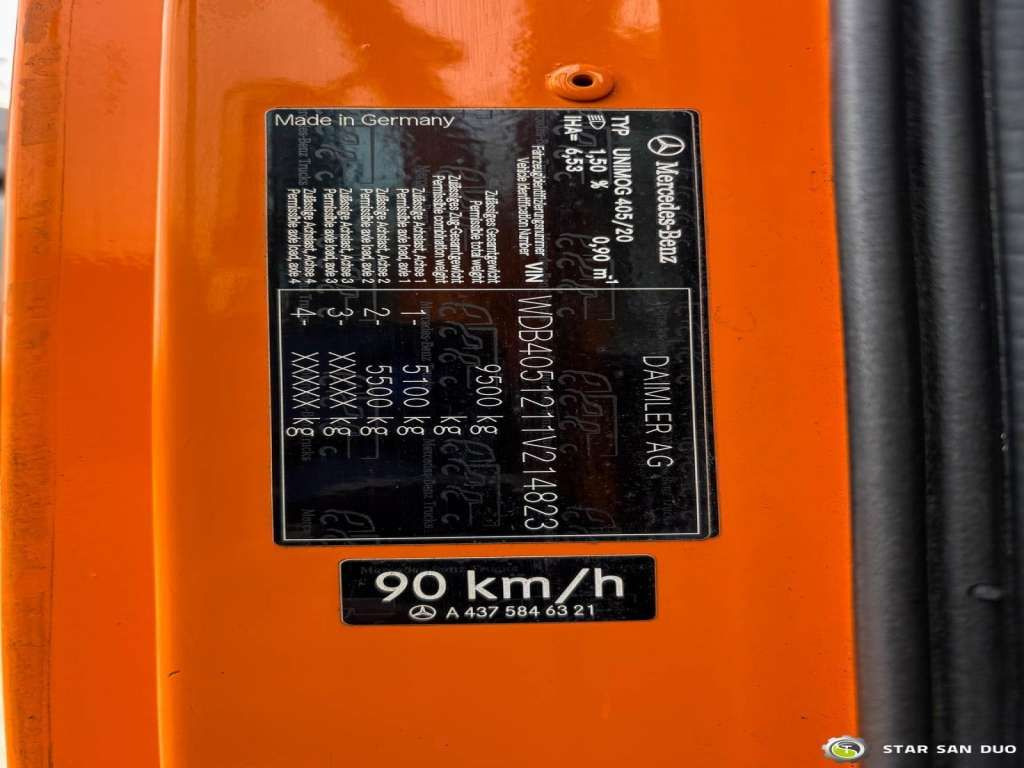 Made in Germany
Mercedes-Benz
DAIMLER AG
TYP UNIMOG 405/20
1,50 % 0,90 m-1
IHA= 6,53
Fahrzeugidentifizierungsnummer
Vehicle Identification Number VIN WDB4051211V214823
Zulässiges Gesamtgewicht
Permissible total weight 9500 kg
Zulässiges Zug-Gesamtgewicht
Permissible combination weight kg
Zulässige Achslast, Achse 1
Permissible axle load, axle 1 1- 5100 kg
Zulässige Achslast, Achse 2
Permissible axle load, axle 2 2- 5500 kg
Zulässige Achslast, Achse 3
Permissible axle load, axle 3 3- XXXXX kg
Zulässige Achslast, Achse 4
Permissible axle load, axle 4 4- XXXXX kg
90 km/h
A 437 584 63 21
STAR SAN DUO